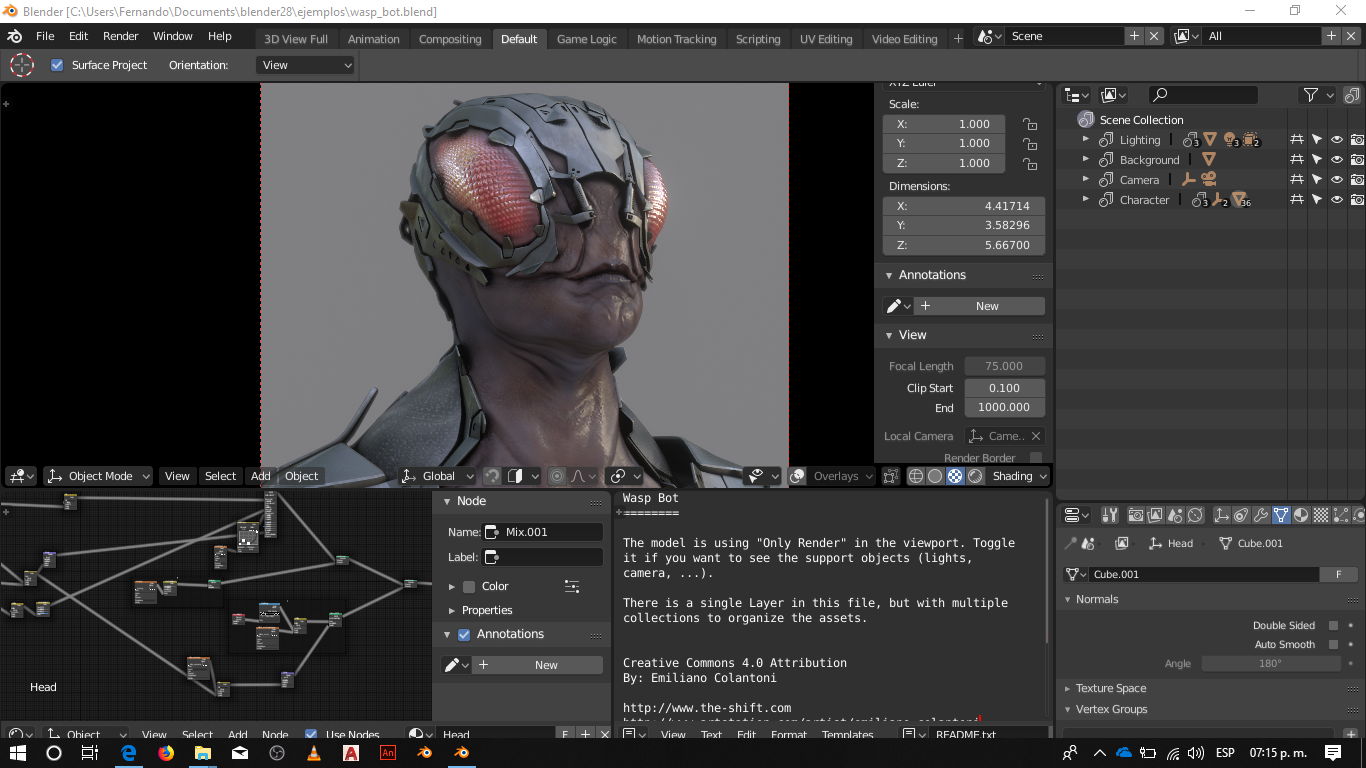 Blender [C:\Users\Fernando\Documents\blender28\ejemplos\wasp_bot.blend]
File Edit Render Window Help
3D View Full Animation Compositing Default Game Logic Motion Tracking Scripting UV Editing Video Editing
Scene
All
Surface Project Orientation: View
XYZ Euler
Scale:
X: 1.000
Y: 1.000
Z: 1.000
Dimensions:
X: 4.41714
Y: 3.58296
Z: 5.66700
Annotations
New
View
Focal Length 75.000
Clip Start 0.100
End 1000.000
Local Camera Came..
Render Border
Scene Collection
Lighting 3 3 2
Background
Camera
Character 3 2 36
Object Mode View Select Add Object Global Overlays Shading
Node
Name: Mix.001
Label:
Color
Properties
Annotations
New
Head
Object View Select Add Node Use Nodes Head F
Wasp Bot
=========
The model is using "Only Render" in the viewport. Toggle
it if you want to see the support objects (lights,
camera, ...).
There is a single Layer in this file, but with multiple
collections to organize the assets.
Creative Commons 4.0 Attribution
By: Emiliano Colantoni
http://www.the-shift.com
http://www.artstation.com/artist/emiliano_colantoni
View Text Edit Format Templates README.txt
Head Cube.001
Cube.001 F
Normals
Double Sided
Auto Smooth
Angle 180°
Texture Space
Vertex Groups
A An
ESP 07:15 p. m.